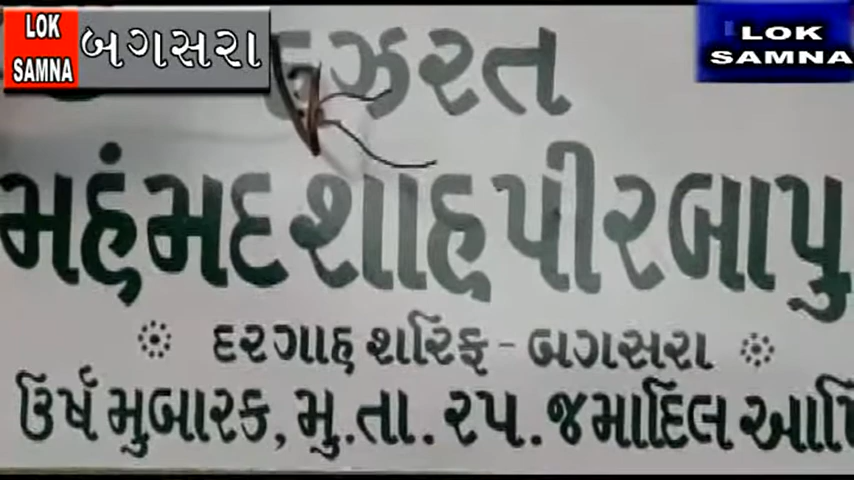 LOK SAMNA
બગસરા
LOK SAMNA
હઝરત
મહંમદશાહપીરબાપુ
દરગાહ શરિફ - બગસરા
ઉર્ષ મુબારક, મુ.તા. ૨૫.જમાદિલ